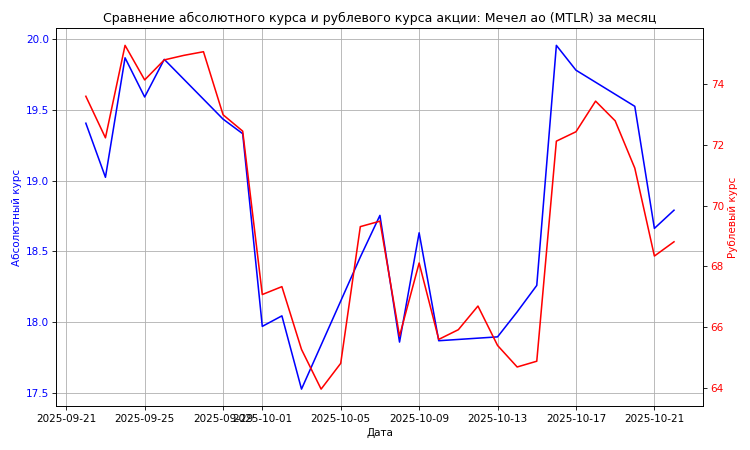 Сравнение абсолютного курса и рублевого курса акции: Мечел ао (MTLR) за месяц
20.0
19.5
19.0
18.5
18.0
17.5
Абсолютный курс
74
72
70
68
66
64
Рублевый курс
2025-09-21 2025-09-25 2025-09-29 2025-10-01 2025-10-05 2025-10-09 2025-10-13 2025-10-17 2025-10-21
Дата